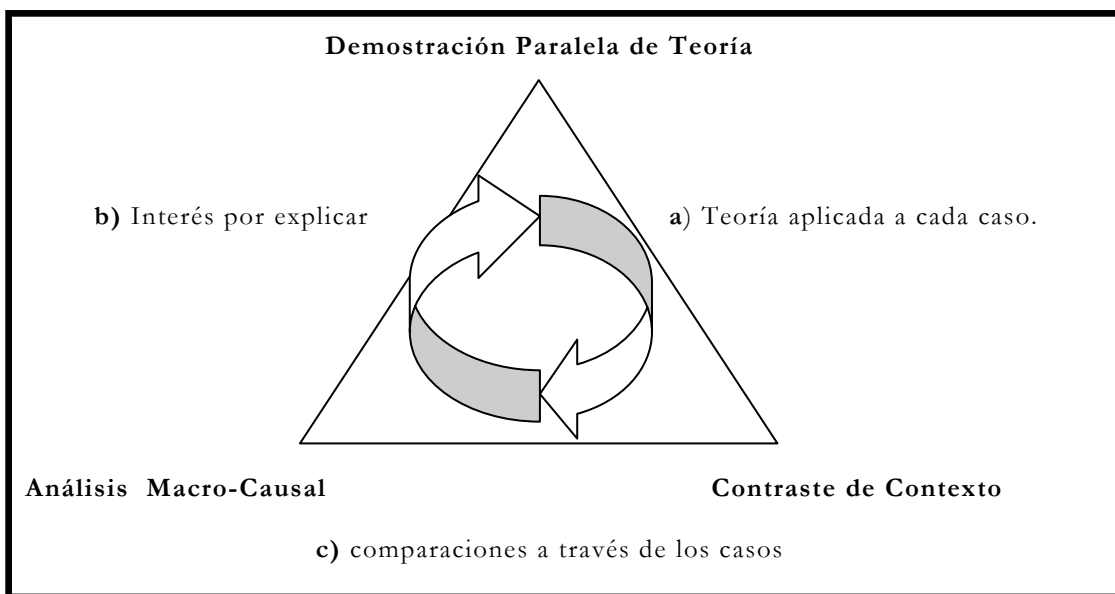 Demostración Paralela de Teoría
b) Interés por explicar
a) Teoría aplicada a cada caso.
Análisis Macro-Causal
Contraste de Contexto
c) comparaciones a través de los casos